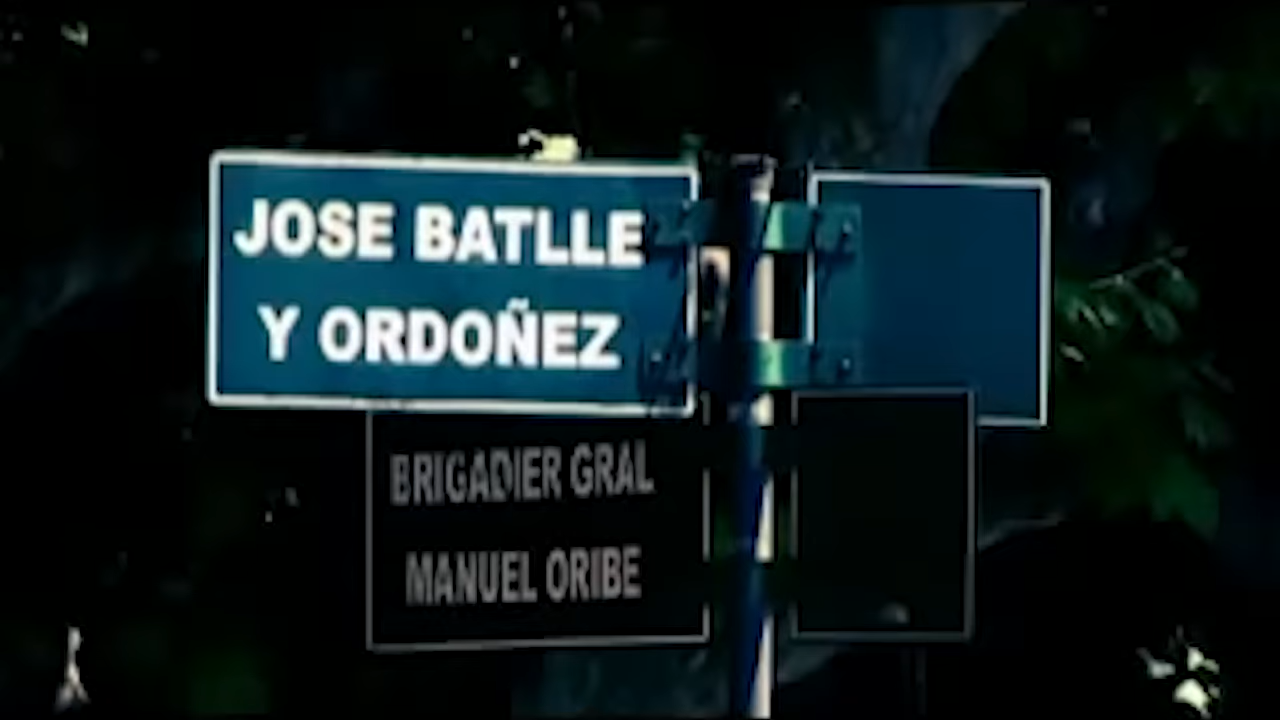 JOSE BATLLE
Y ORDOÑEZ
BRIGADIER GRAL
MANUEL ORIBE